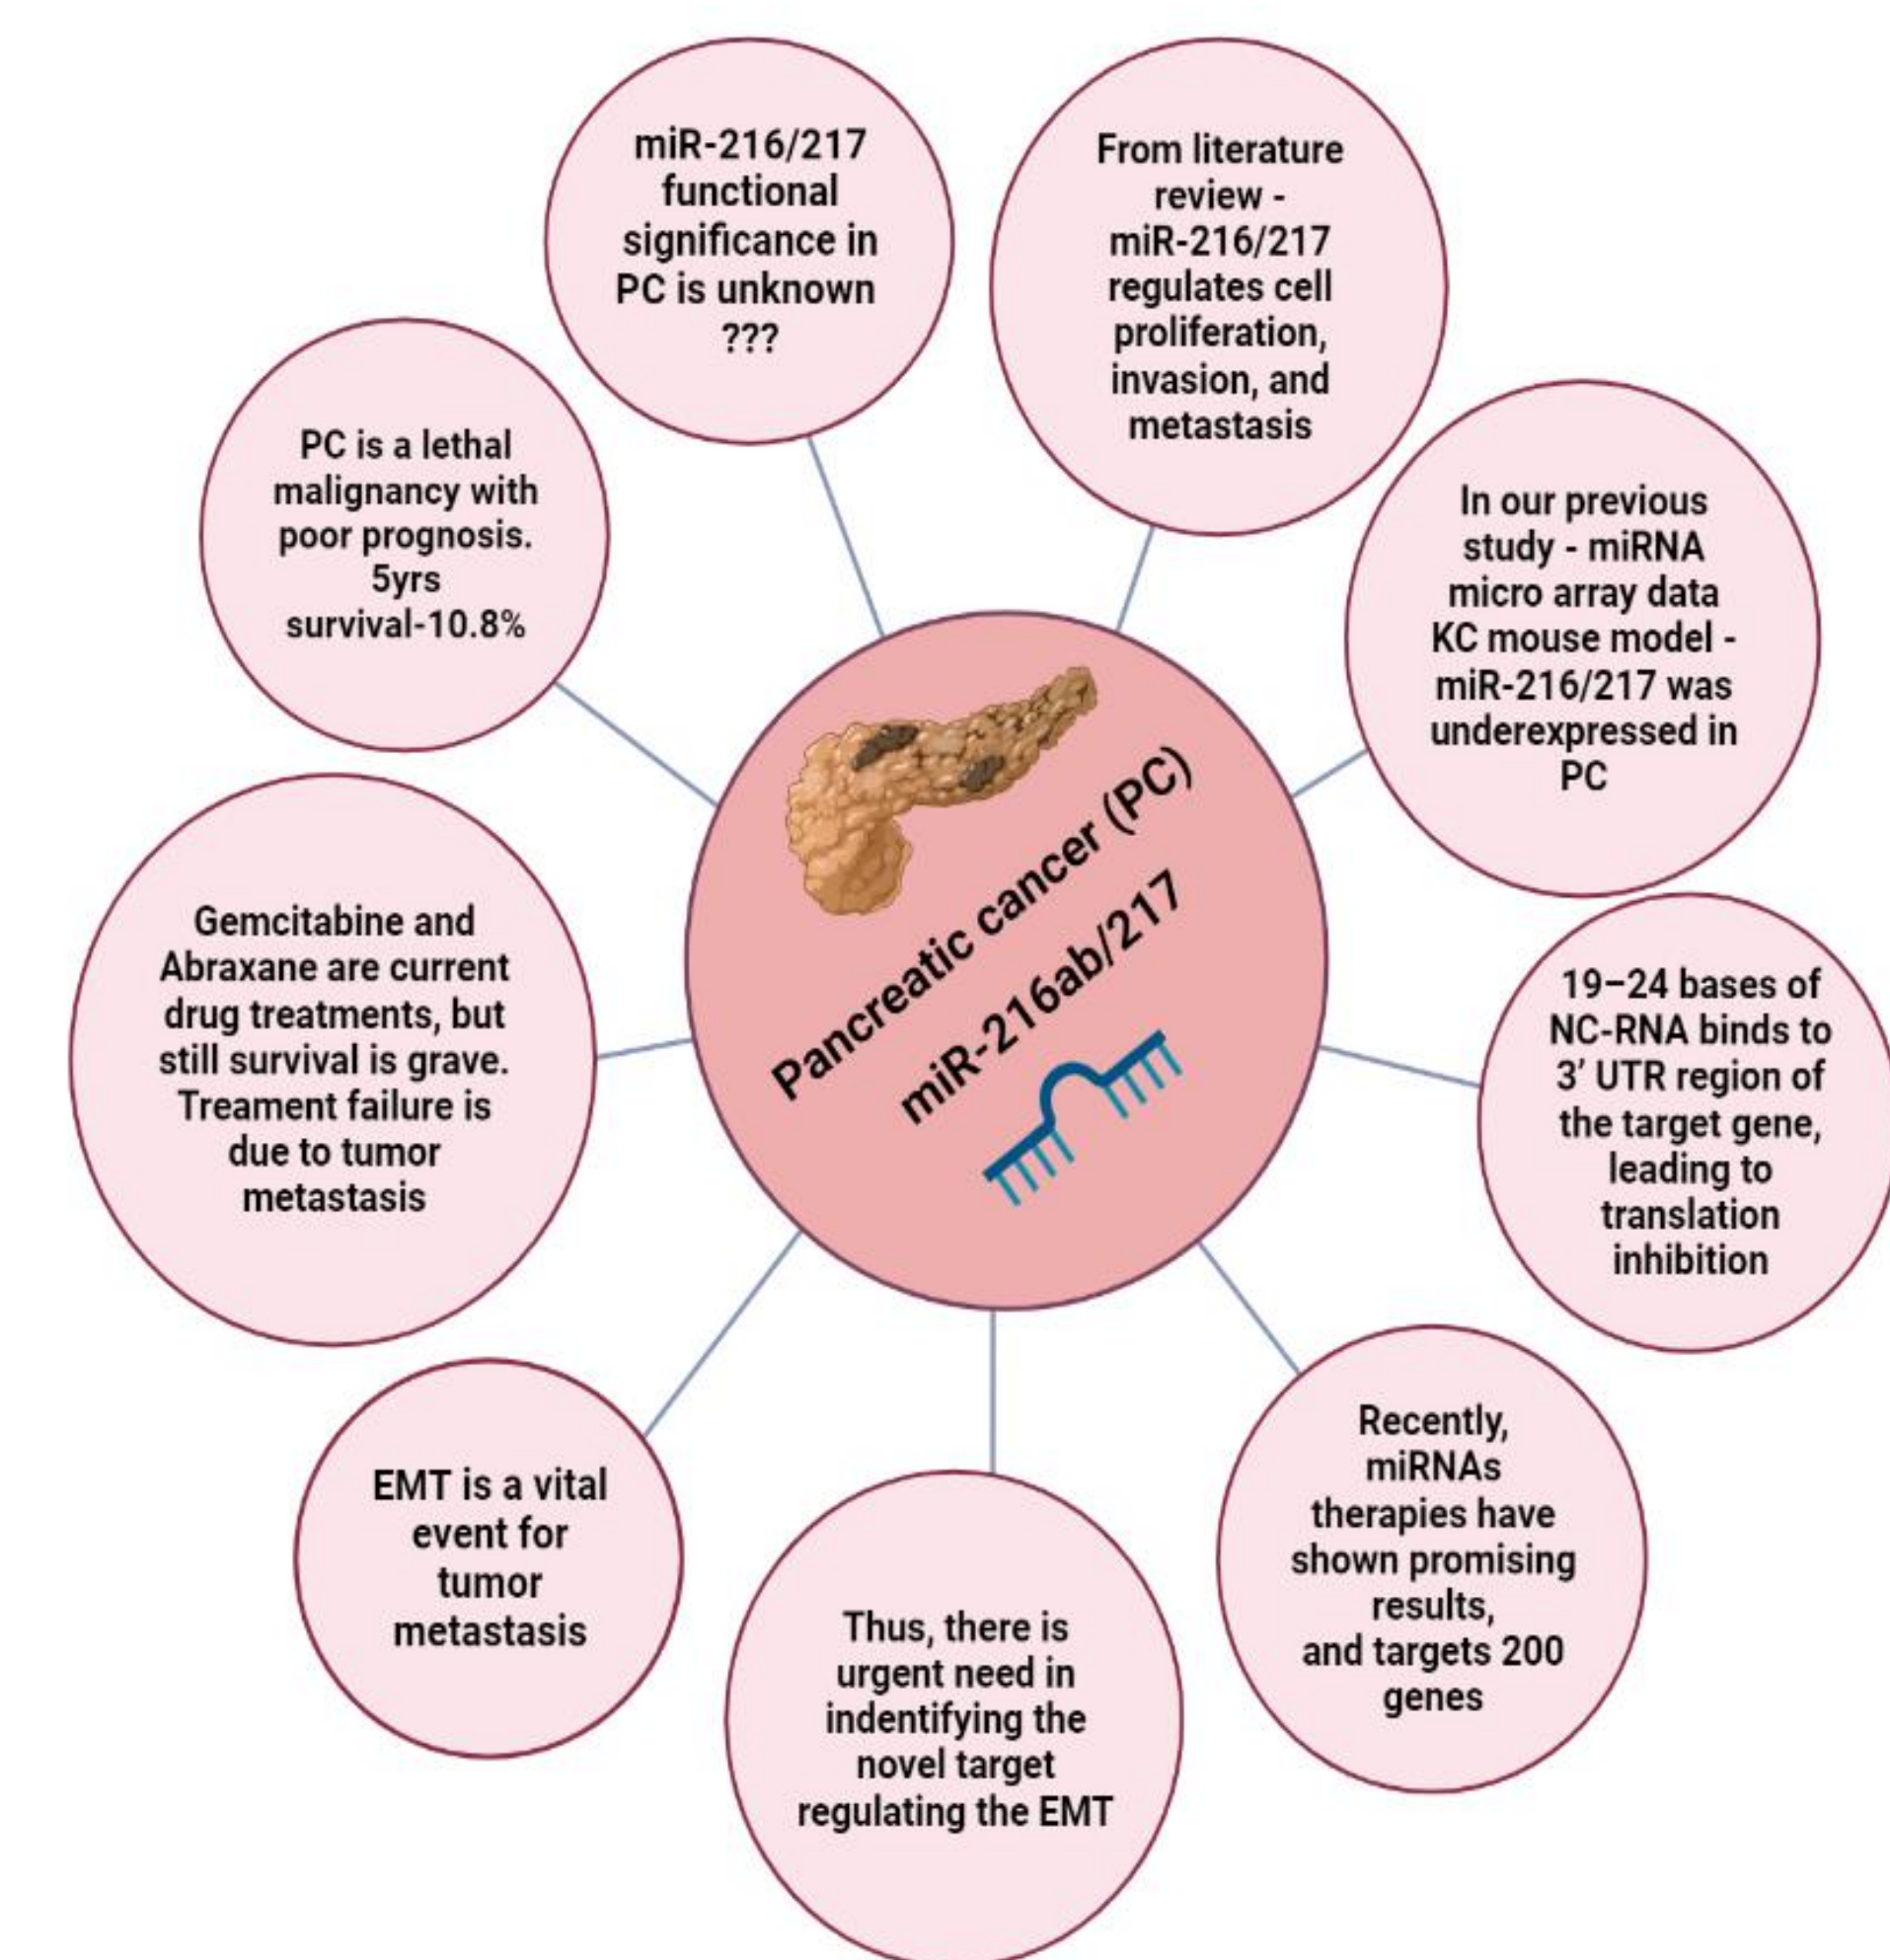 miR-216/217
functional
significance in
PC is unknown
???
From literature
review -
miR-216/217
regulates cell
proliferation,
invasion, and
metastasis
In our previous
study - miRNA
micro array data
KC mouse model -
miR-216/217 was
underexpressed in
PC
19–24 bases of
NC-RNA binds to
3’ UTR region of
the target gene,
leading to
translation
inhibition
Recently,
miRNAs
therapies have
shown promising
results,
and targets 200
genes
Thus, there is
urgent need in
indentifying the
novel target
regulating the EMT
EMT is a vital
event for
tumor
metastasis
Gemcitabine and
Abraxane are current
drug treatments, but
still survival is grave.
Treament failure is
due to tumor
metastasis
PC is a lethal
malignancy with
poor prognosis.
5yrs
survival-10.8%
Pancreatic cancer (PC)
miR-216ab/217